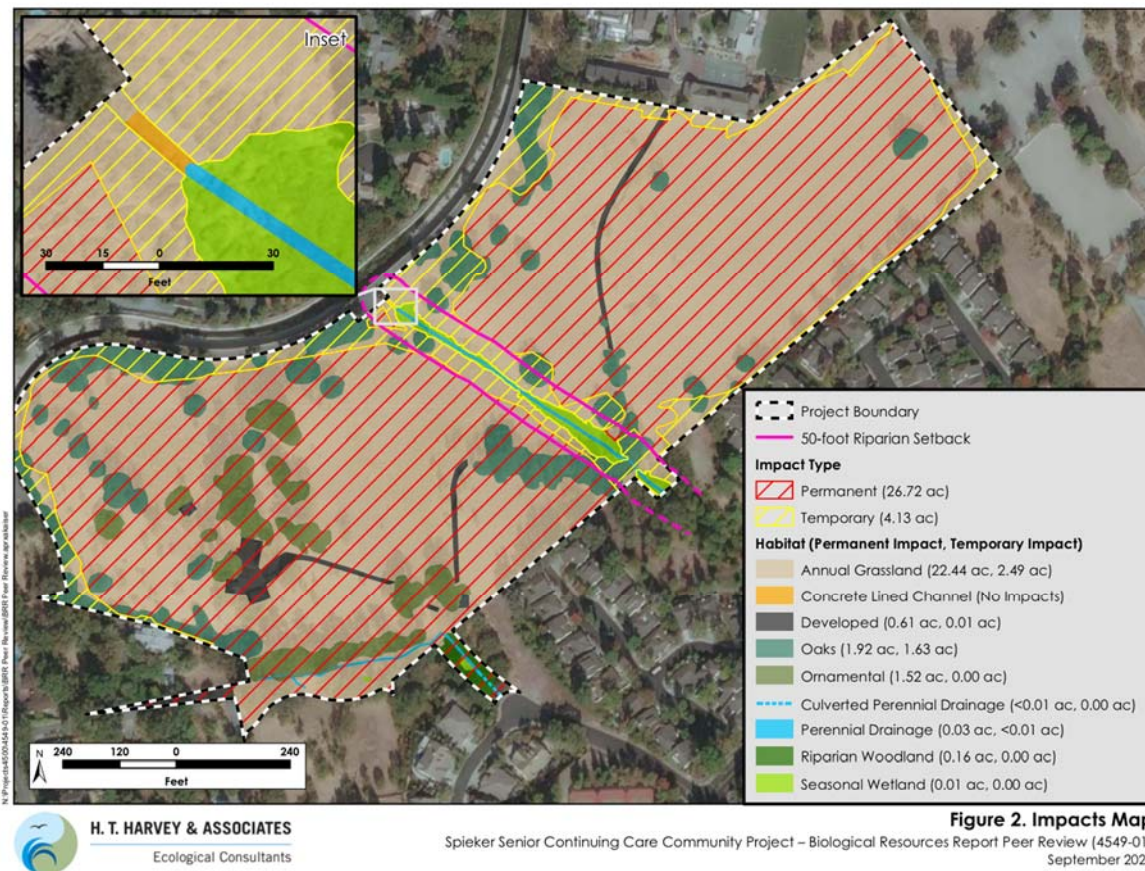 Inset
30 15 0 30
Feet
Project Boundary
50-foot Riparian Setback
Impact Type
Permanent (26.72 ac)
Temporary (4.13 ac)
Habitat (Permanent Impact, Temporary Impact)
Annual Grassland (22.44 ac, 2.49 ac)
Concrete Lined Channel (No Impacts)
Developed (0.61 ac, 0.01 ac)
Oaks (1.92 ac, 1.63 ac)
Ornamental (1.52 ac, 0.00 ac)
Culverted Perennial Drainage (<0.01 ac, 0.00 ac)
Perennial Drainage (0.03 ac, <0.01 ac)
Riparian Woodland (0.16 ac, 0.00 ac)
Seasonal Wetland (0.01 ac, 0.00 ac)
N
240 120 0 240
Feet
Figure 2. Impacts Map
H. T. HARVEY & ASSOCIATES
Ecological Consultants
Spieker Senior Continuing Care Community Project – Biological Resources Report Peer Review (4549-01
September 202